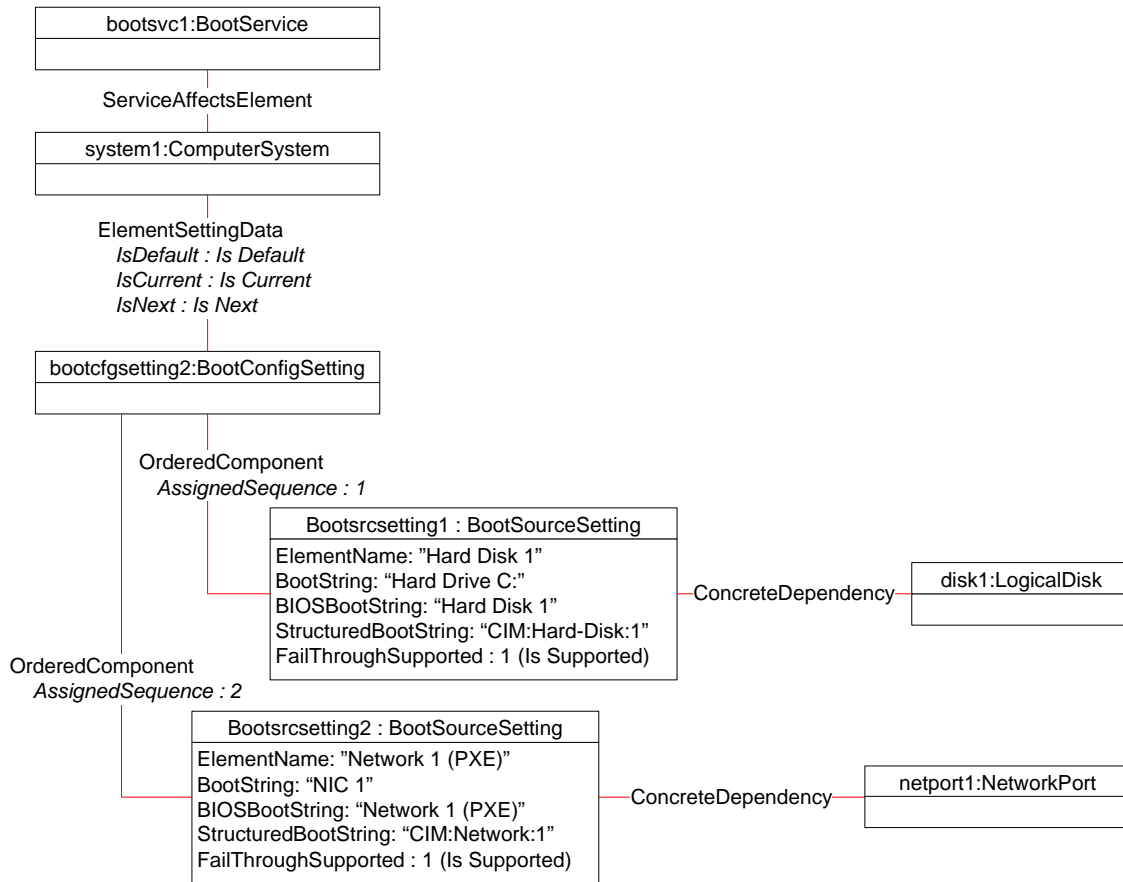 bootsvc1:BootService
ServiceAffectsElement
system1:ComputerSystem
ElementSettingData
IsDefault : Is Default
IsCurrent : Is Current
IsNext : Is Next
bootcfgsetting2:BootConfigSetting
OrderedComponent
AssignedSequence : 1
Bootsrcsetting1 : BootSourceSetting
ElementName: ”Hard Disk 1”
BootString: “Hard Drive C:”
BIOSBootString: “Hard Disk 1”
StructuredBootString: “CIM:Hard-Disk:1”
FailThroughSupported : 1 (Is Supported)
ConcreteDependency
disk1:LogicalDisk
OrderedComponent
AssignedSequence : 2
Bootsrcsetting2 : BootSourceSetting
ElementName: ”Network 1 (PXE)”
BootString: “NIC 1”
BIOSBootString: “Network 1 (PXE)”
StructuredBootString: “CIM:Network:1”
FailThroughSupported : 1 (Is Supported)
ConcreteDependency
netport1:NetworkPort